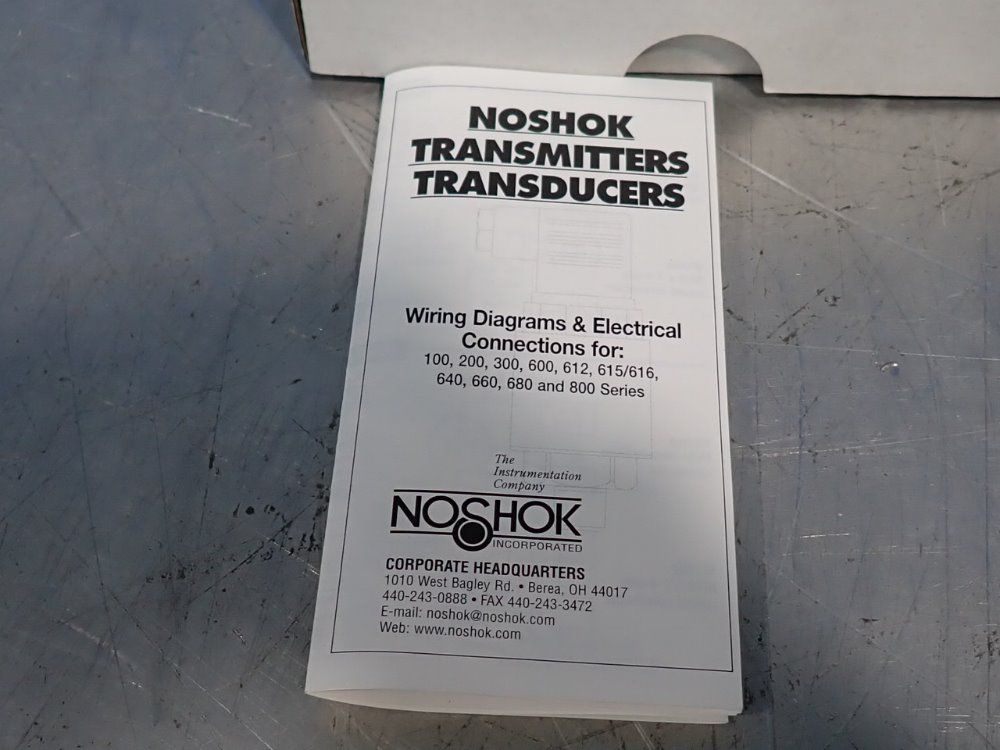 NOSHOK
TRANSMITTERS
TRANSDUCERS
Wiring Diagrams & Electrical
Connections for:
100, 200, 300, 600, 612, 615/616,
640, 660, 680 and 800 Series
The
Instrumentation
Company
NOSHOK
INCORPORATED
CORPORATE HEADQUARTERS
1010 West Bagley Rd. • Berea, OH 44017
440-243-0888 • FAX 440-243-3472
E-mail: noshok@noshok.com
Web: www.noshok.com